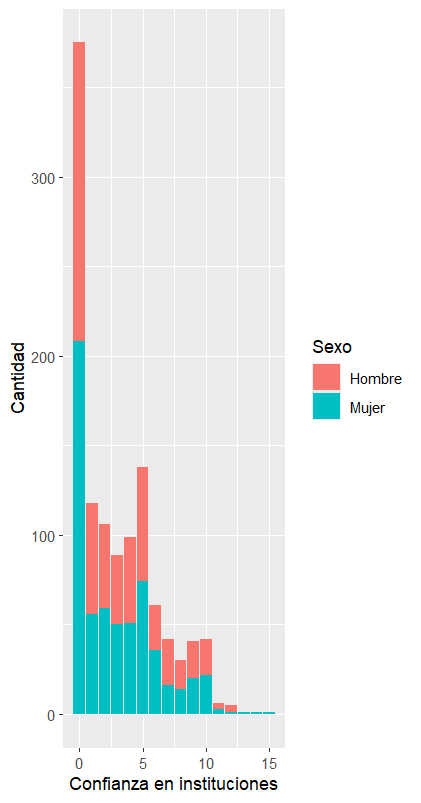 Cantidad
300
200
100
0
0 5 10 15
Confianza en instituciones
Sexo
Hombre
Mujer